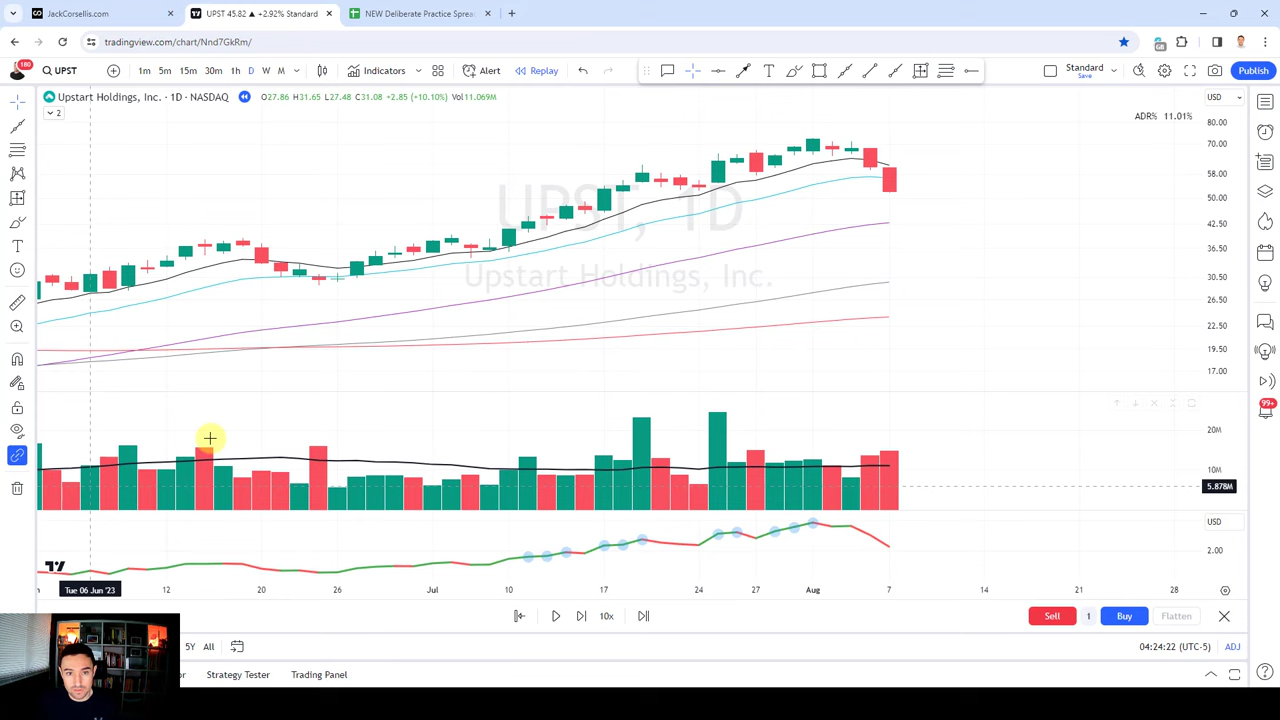 JackCorsellis.com
UPST 45.82 ▲ +2.92% Standard
NEW Deliberate Practice Spre
tradingview.com/chart/Nnd7GkRm/
180
UPST
1m 5m 15m 30m 1h D W M
Indicators
Alert
Replay
Standard
Save
Publish
Upstart Holdings, Inc. · 1D · NASDAQ
O27.86 H31.65 L27.48 C31.08 +2.85 (+10.10%) Vol11.069M
USD
2
ADR% 11.01%
80.00
70.00
58.00
50.00
42.50
36.50
30.50
26.50
22.50
19.50
17.00
UPST, 1D
Upstart Holdings, Inc.
20M
10M
5.878M
99+
USD
2.00
12 20 26 Jul 10 17 24 Aug 7 14 21 28
Tue 06 Jun '23
10x
Sell 1 Buy Flatten
5Y All
04:24:22 (UTC-5) ADJ
Strategy Tester
Trading Panel